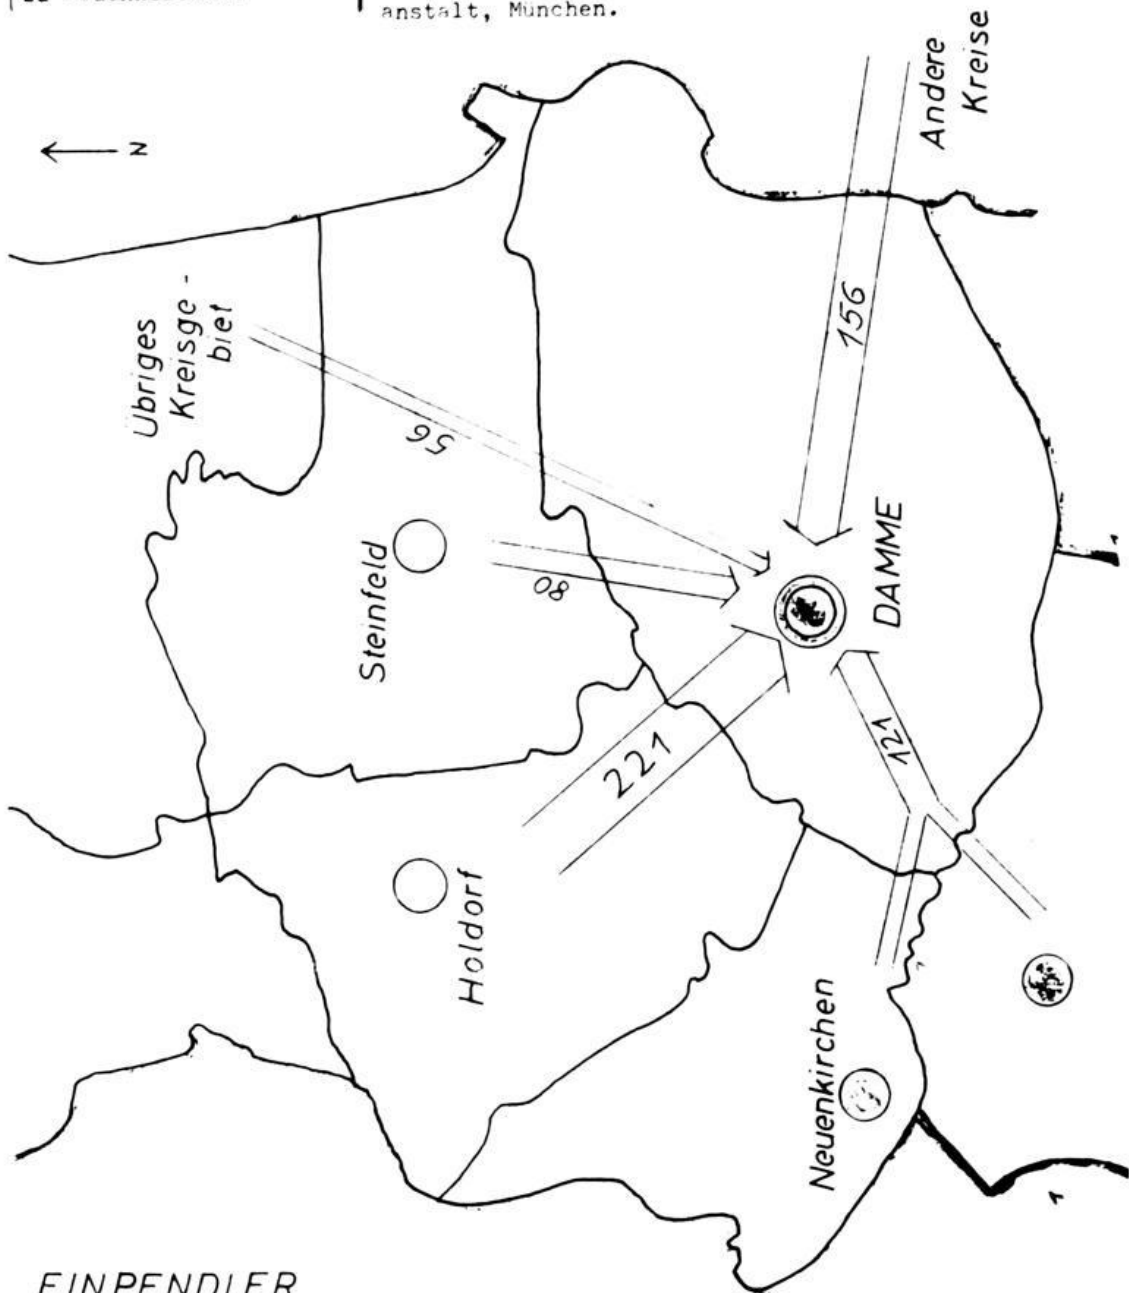 anstalt, München.
N
Andere
Kreise
Übriges
Kreisge-
biet
156
56
Steinfeld
80
DAMME
221
121
Holdorf
Neuenkirchen
EINPENDLER